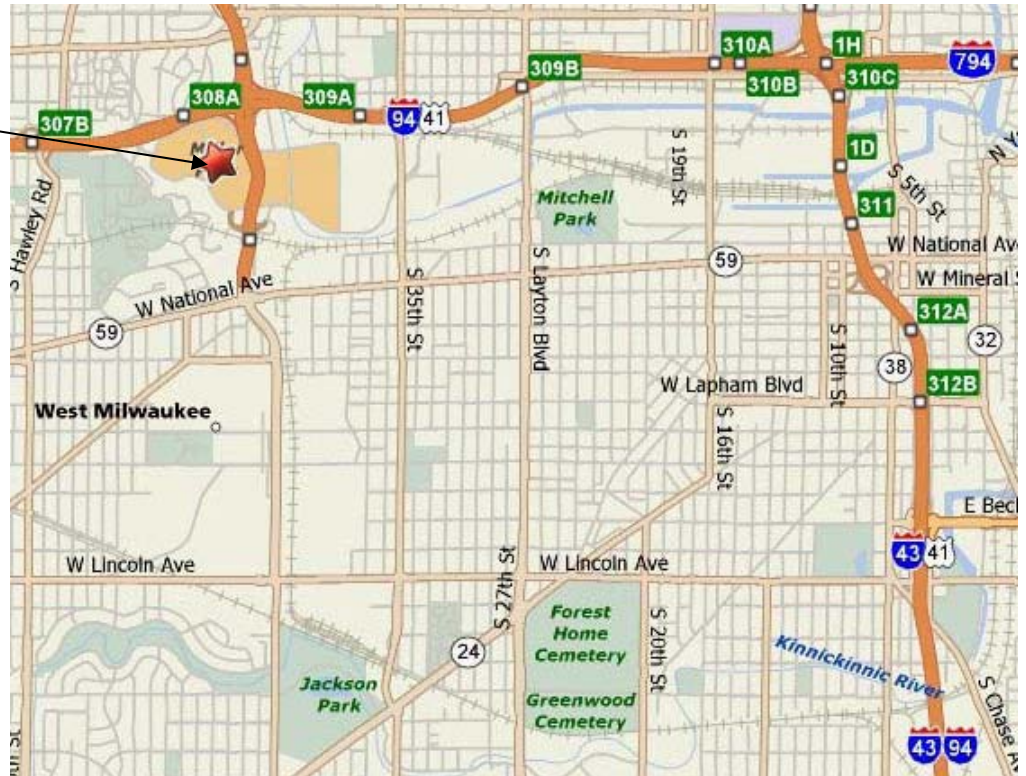 310A
1H
309B
794
310B
310C
308A
309A
94
41
307B
S 19th St
1D
S Hawley Rd
Mitchell
Park
S 5th St
311
W National Ave
S Layton Blvd
59
W National Ave
S 35th St
W Mineral S
59
312A
32
S 10th St
38
W Lapham Blvd
312B
West Milwaukee
S 16th St
E Bec
43
41
W Lincoln Ave
W Lincoln Ave
S 27th St
Forest
Home
Cemetery
S 20th St
24
Kinnickinnic River
Jackson
Park
Greenwood
Cemetery
S Chase Av
43
94